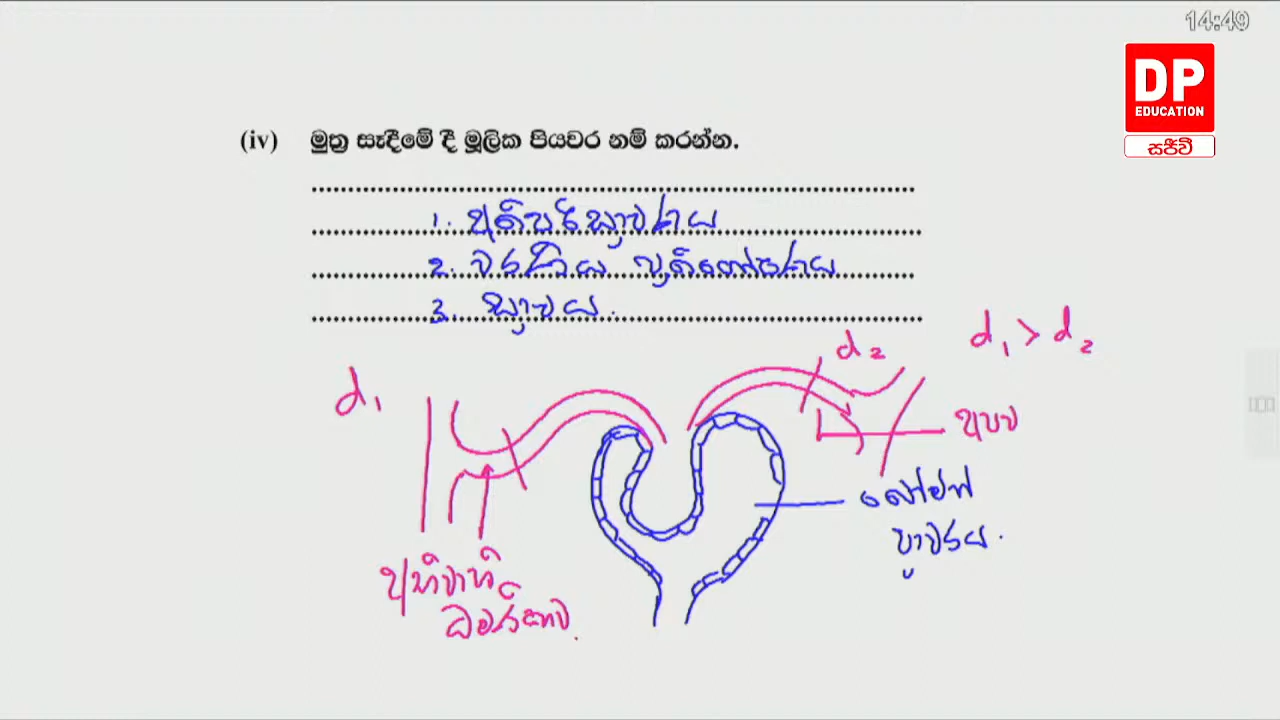 14:49
DP
EDUCATION
සජීවී
(iv) මුත්‍ර සෑදීමේ දී මූලික පියවර නම් කරන්න.
1. අතිපරිස්‍රාවණය
2. වරණීය ප්‍රතිශෝෂණය
3. ස්‍රාවය.
d₁
d₂
d₁ > d₂
අපව
බෝමන්
ප්‍රාවරය.
අභිවාහි
ධමනිකාව.